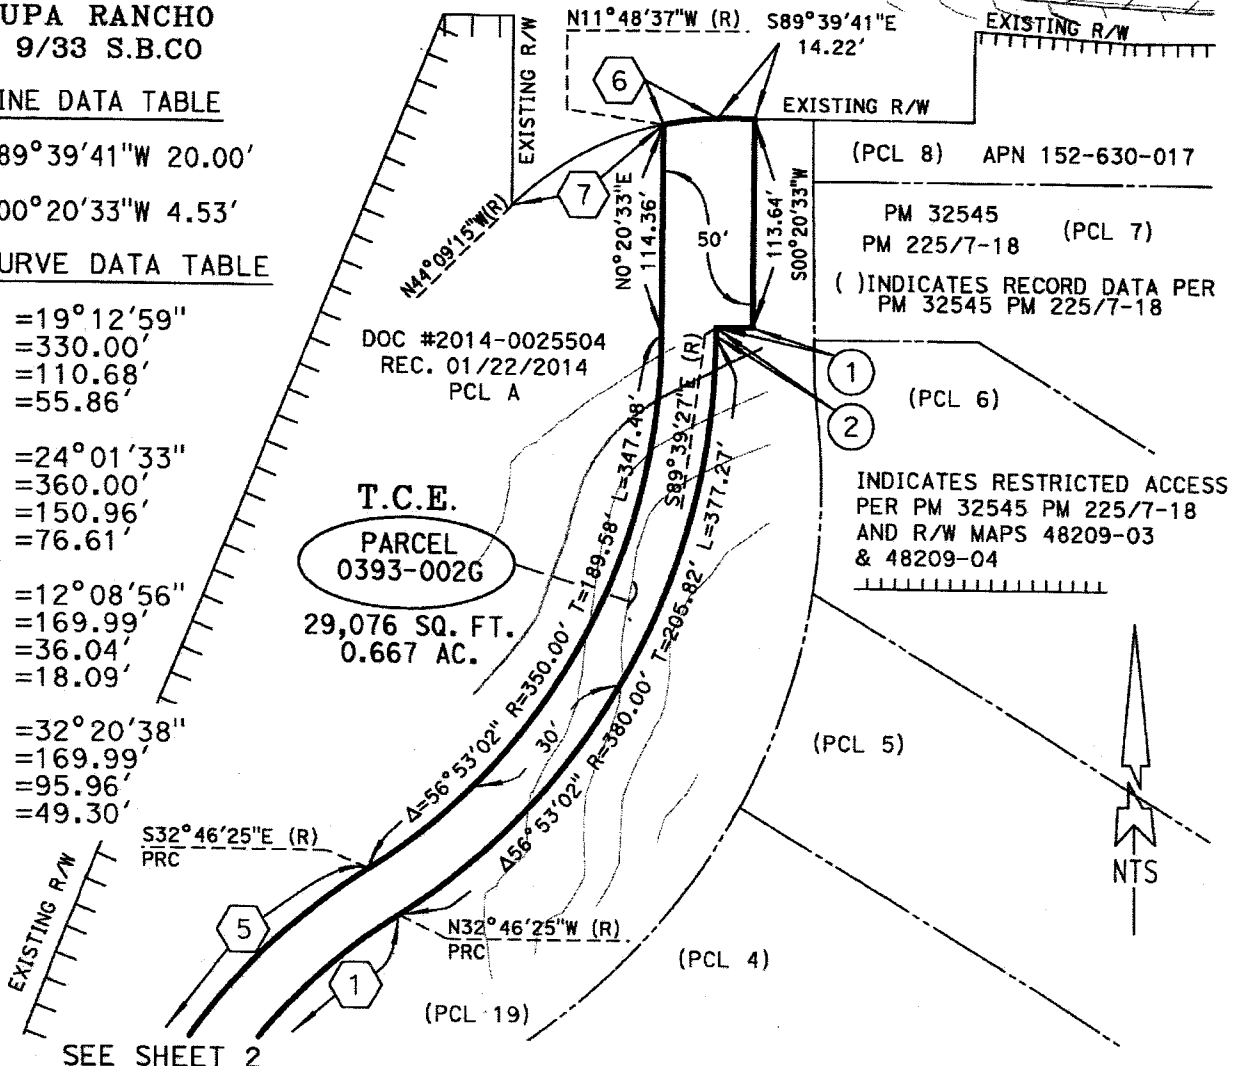 UPA RANCHO
9/33 S.B.CO
INE DATA TABLE
89°39'41"W 20.00'
00°20'33"W 4.53'
URVE DATA TABLE
=19°12'59"
=330.00'
=110.68'
=55.86'
=24°01'33"
=360.00'
=150.96'
=76.61'
=12°08'56"
=169.99'
=36.04'
=18.09'
=32°20'38"
=169.99'
=95.96'
=49.30'
N11°48'37"W (R)
S89°39'41"E
14.22'
EXISTING R/W
EXISTING R/W
EXISTING R/W
6
7
N44°09'15"W(R)
N0°20'33"E
114.36'
50'
113.64'
S00°20'33"W
(PCL 8) APN 152-630-017
PM 32545
PM 225/7-18
(PCL 7)
( )INDICATES RECORD DATA PER
PM 32545 PM 225/7-18
DOC #2014-0025504
REC. 01/22/2014
PCL A
1
2
(PCL 6)
S89°39'27"E (R)
INDICATES RESTRICTED ACCESS
PER PM 32545 PM 225/7-18
AND R/W MAPS 48209-03
& 48209-04
T.C.E.
PARCEL
0393-002G
29,076 SQ. FT.
0.667 AC.
Δ=56°53'02" R=350.00' T=189.58' L=347.48'
Δ56°53'02" R=380.00' T=205.82' L=377.27'
30'
(PCL 5)
S32°46'25"E (R)
PRC
N32°46'25"W (R)
PRC
NTS
EXISTING R/W
5
1
(PCL 4)
(PCL 19)
SEE SHEET 2